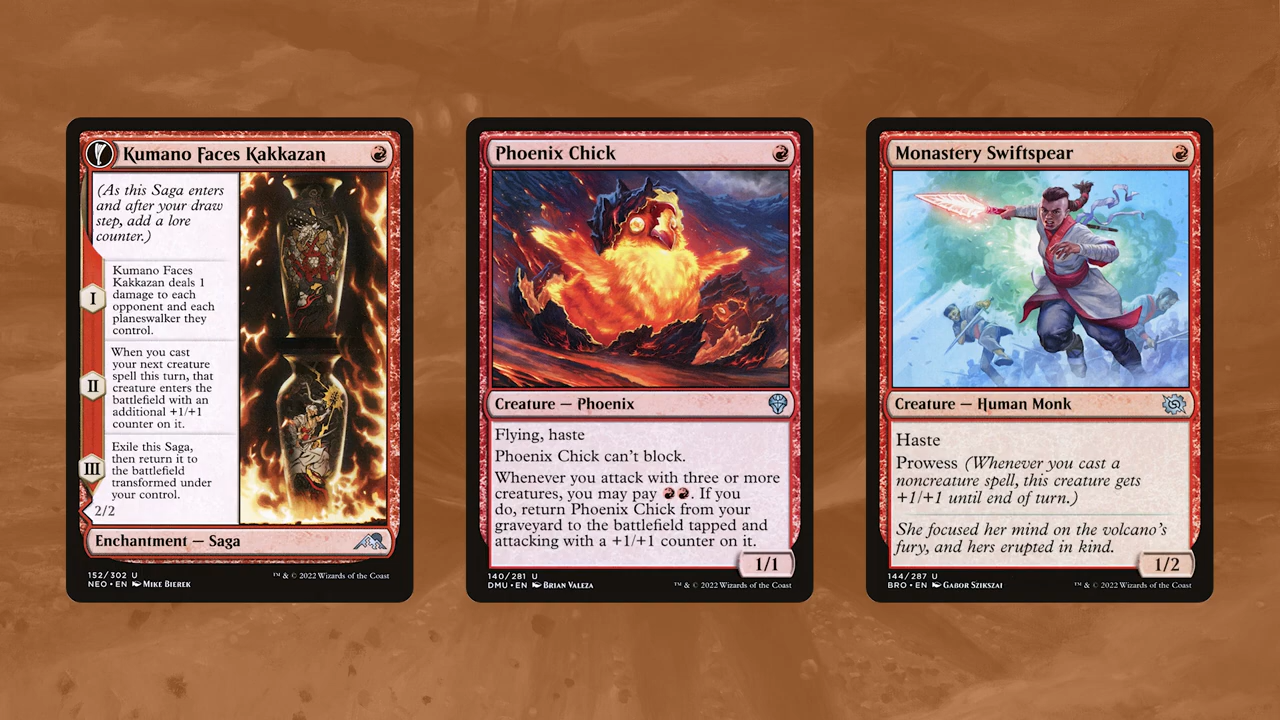 Kumano Faces Kakkazan
(As this Saga enters
and after your draw
step, add a lore
counter.)
I
Kumano Faces
Kakkazan deals 1
damage to each
opponent and each
planeswalker they
control.
II
When you cast
your next creature
spell this turn, that
creature enters the
battlefield with an
additional +1/+1
counter on it.
III
Exile this Saga,
then return it to
the battlefield
transformed under
your control.
2/2
Enchantment — Saga
152/302 U
NEO • EN Mike Bierek
™ & © 2022 Wizards of the Coast
Phoenix Chick
Creature — Phoenix
Flying, haste
Phoenix Chick can't block.
Whenever you attack with three or more
creatures, you may pay . If you
do, return Phoenix Chick from your
graveyard to the battlefield tapped and
attacking with a +1/+1 counter on it.
1/1
140/281 U
DMU • EN Brian Valeza
™ & © 2022 Wizards of the Coast
Monastery Swiftspear
Creature — Human Monk
Haste
Prowess (Whenever you cast a
noncreature spell, this creature gets
+1/+1 until end of turn.)
She focused her mind on the volcano's
fury, and hers erupted in kind.
1/2
144/287 U
BRO • EN Gabor Szikszai
™ & © 2022 Wizards of the Coast